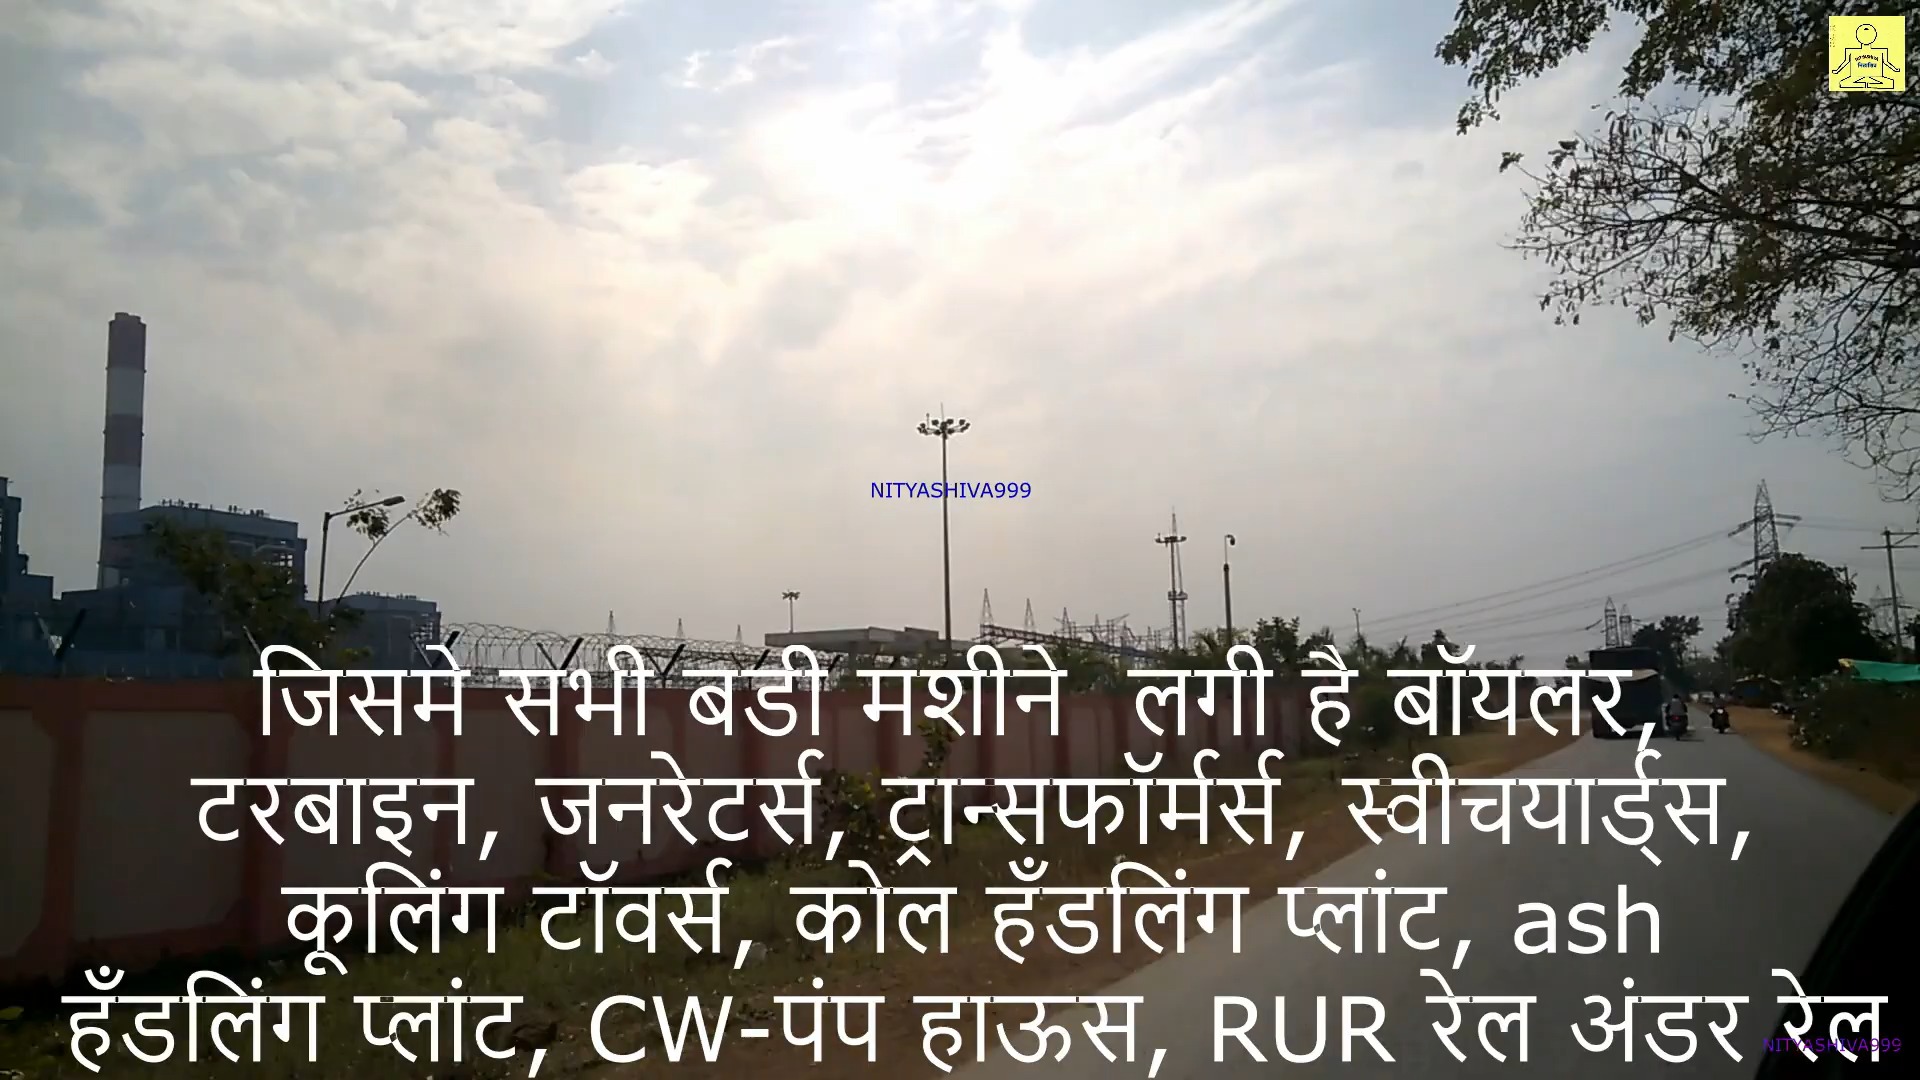 NITYASHIVA999
जिसमे सभी बडी मशीने लगी है बॉयलर,
टरबाइन, जनरेटर्स, ट्रान्सफॉर्मर्स, स्वीचयार्ड्स,
कूलिंग टॉवर्स, कोल हँडलिंग प्लांट, ash
हँडलिंग प्लांट, CW-पंप हाऊस, RUR रेल अंडर रेल
NITYASHIVA999